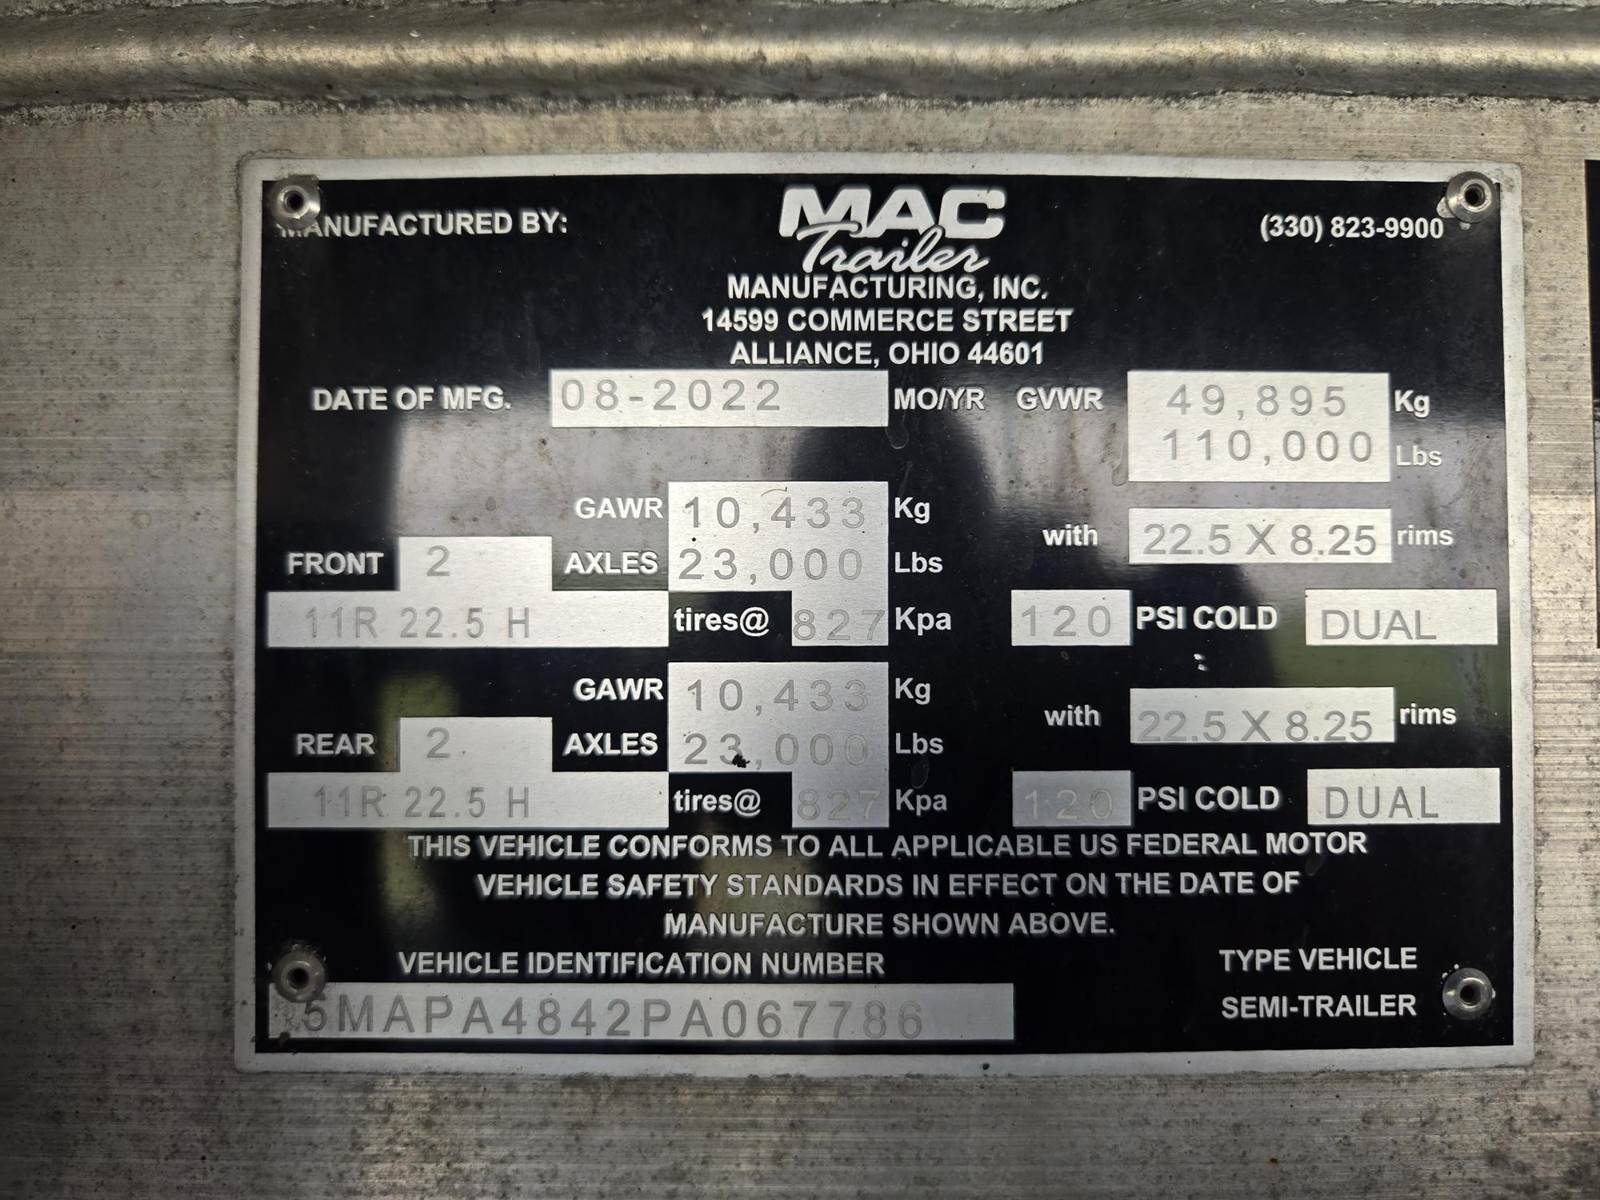 MANUFACTURED BY:
MAC
Trailer
(330) 823-9900
MANUFACTURING, INC.
14599 COMMERCE STREET
ALLIANCE, OHIO 44601
DATE OF MFG. 08-2022 MO/YR GVWR 49,895 Kg
110,000 Lbs
GAWR 10,433 Kg with 22.5 X 8.25 rims
FRONT 2 AXLES 23,000 Lbs
11R 22.5 H tires@ 827 Kpa 120 PSI COLD DUAL
GAWR 10,433 Kg with 22.5 X 8.25 rims
REAR 2 AXLES 23,000 Lbs
11R 22.5 H tires@ 827 Kpa 120 PSI COLD DUAL
THIS VEHICLE CONFORMS TO ALL APPLICABLE US FEDERAL MOTOR
VEHICLE SAFETY STANDARDS IN EFFECT ON THE DATE OF
MANUFACTURE SHOWN ABOVE.
VEHICLE IDENTIFICATION NUMBER TYPE VEHICLE
5MAPA4842PA067786 SEMI-TRAILER